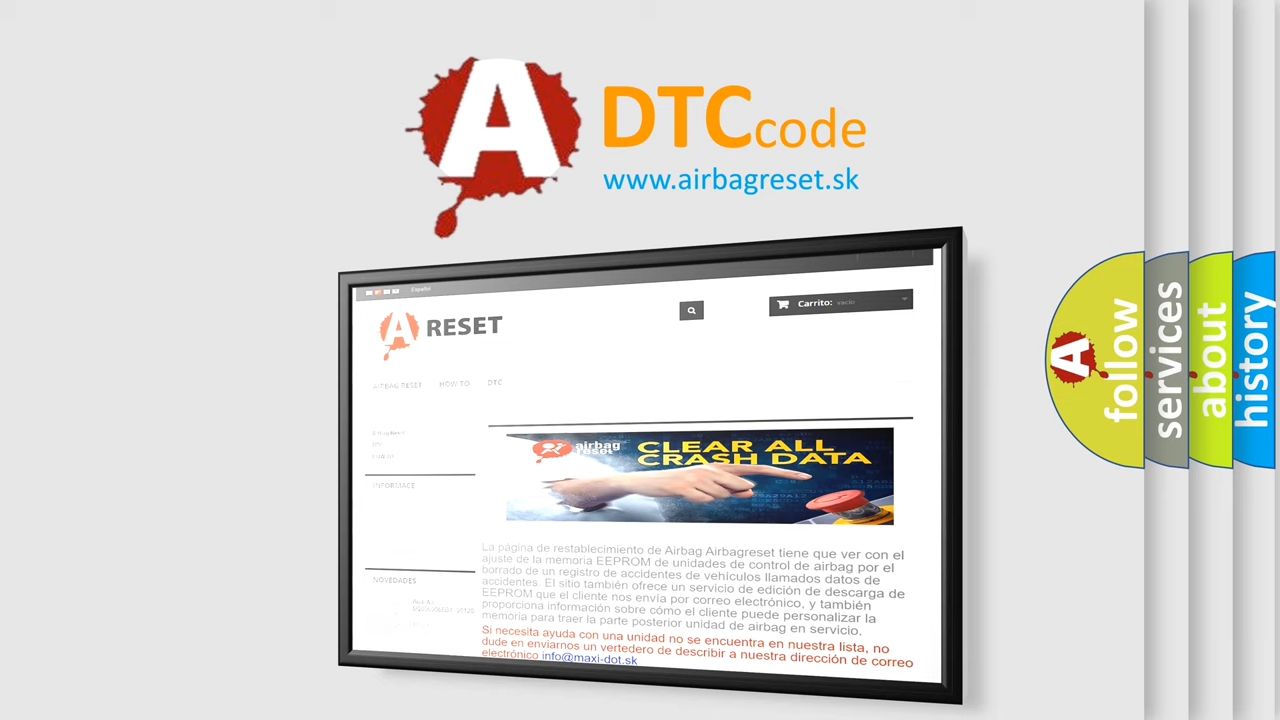 A
DTCcode
www.airbagreset.sk
Español
A RESET
Carrito: vacío
AIRBAG RESET HOW TO DTC
INFORMACE
airbag
reset
CLEAR ALL
CRASH DATA
La página de restablecimiento de Airbag Airbagreset tiene que ver con el
ajuste de la memoria EEPROM de unidades de control de airbag por el
borrado de un registro de accidentes de vehículos llamados datos de
accidentes. El sitio también ofrece un servicio de edición de descarga de
EEPROM que el cliente nos envía por correo electrónico, y también
proporciona información sobre cómo el cliente puede personalizar la
memoria para traer la parte posterior unidad de airbag en servicio.
Si necesita ayuda con una unidad no se encuentra en nuestra lista, no
dude en enviarnos un vertedero de describir a nuestra dirección de correo
electrónico info@maxi-dot.sk
NOVEDADES
A
follow
services
about
history